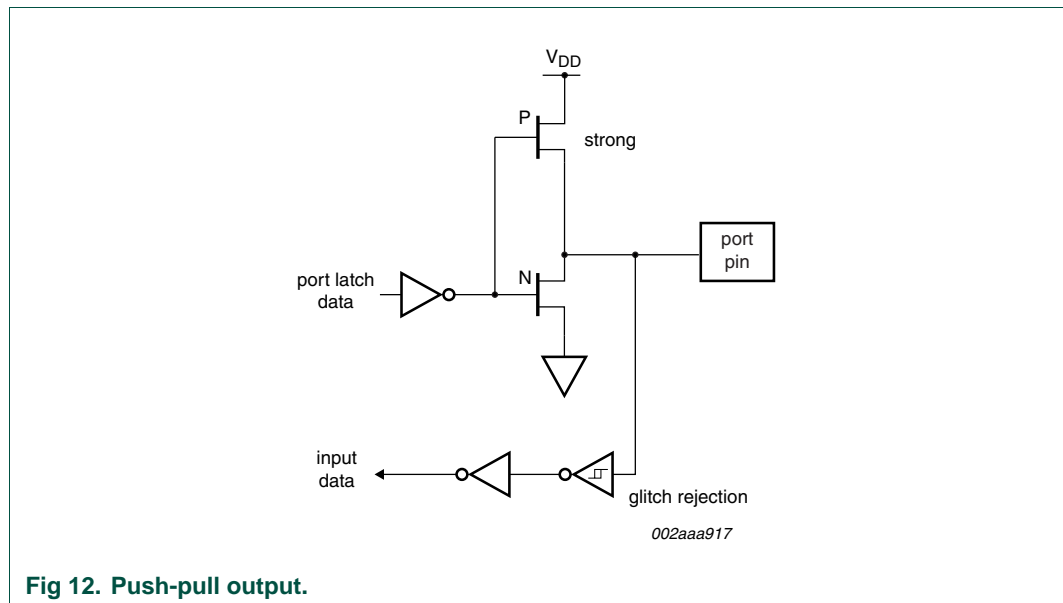 VDD
P
strong
port
pin
N
port latch
data
input
data
glitch rejection
002aaa917
Fig 12. Push-pull output.